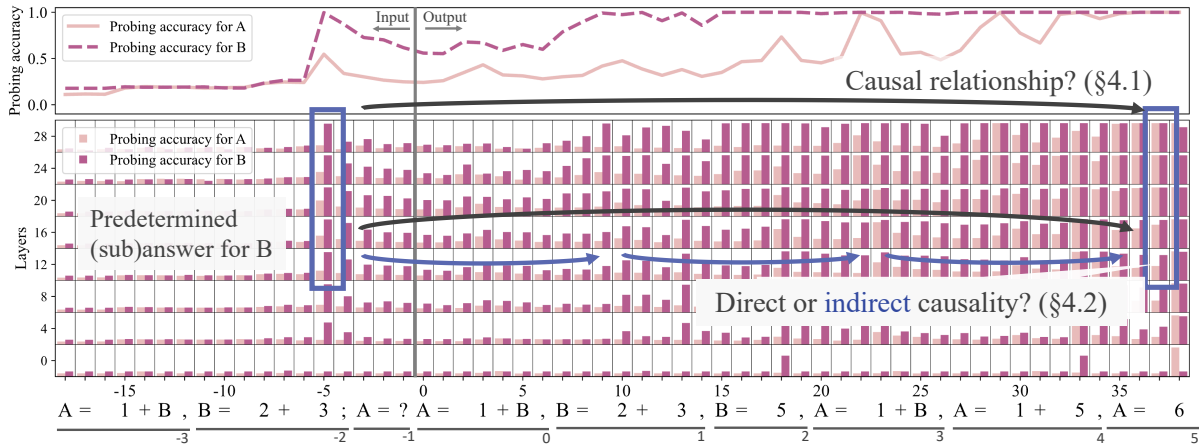 Probing accuracy
1.0
0.5
0.0
Probing accuracy for A
Probing accuracy for B
Input
Output
Causal relationship? (§4.1)
Layers
28
24
20
16
12
8
4
0
Probing accuracy for A
Probing accuracy for B
Predetermined
(sub)answer for B
Direct or indirect causality? (§4.2)
-15 -10 -5 0 5 10 15 20 25 30 35
A = 1 + B , B = 2 + 3 ; A = ? A = 1 + B , B = 2 + 3 , B = 5 , A = 1 + B , A = 1 + 5 , A = 6
-3 -2 -1 0 1 2 3 4 5